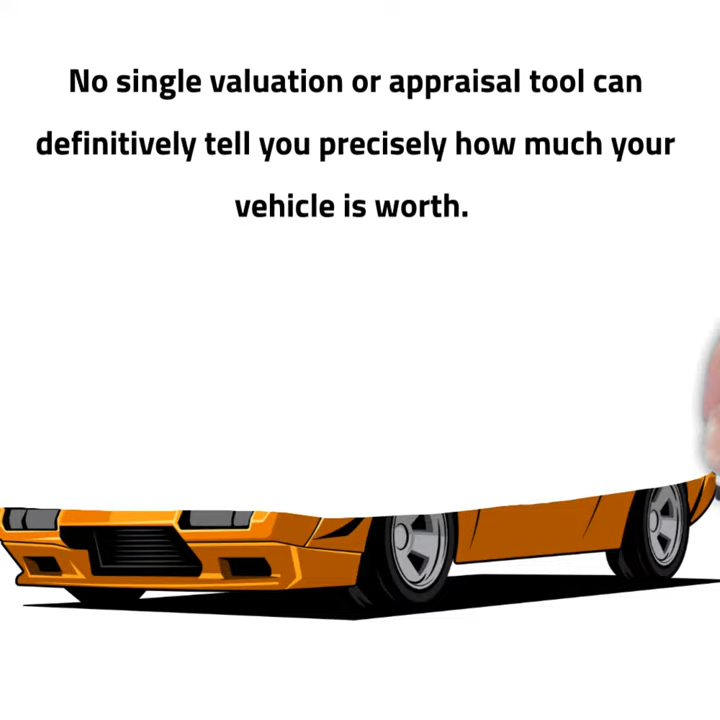 No single valuation or appraisal tool can
definitively tell you precisely how much your
vehicle is worth.